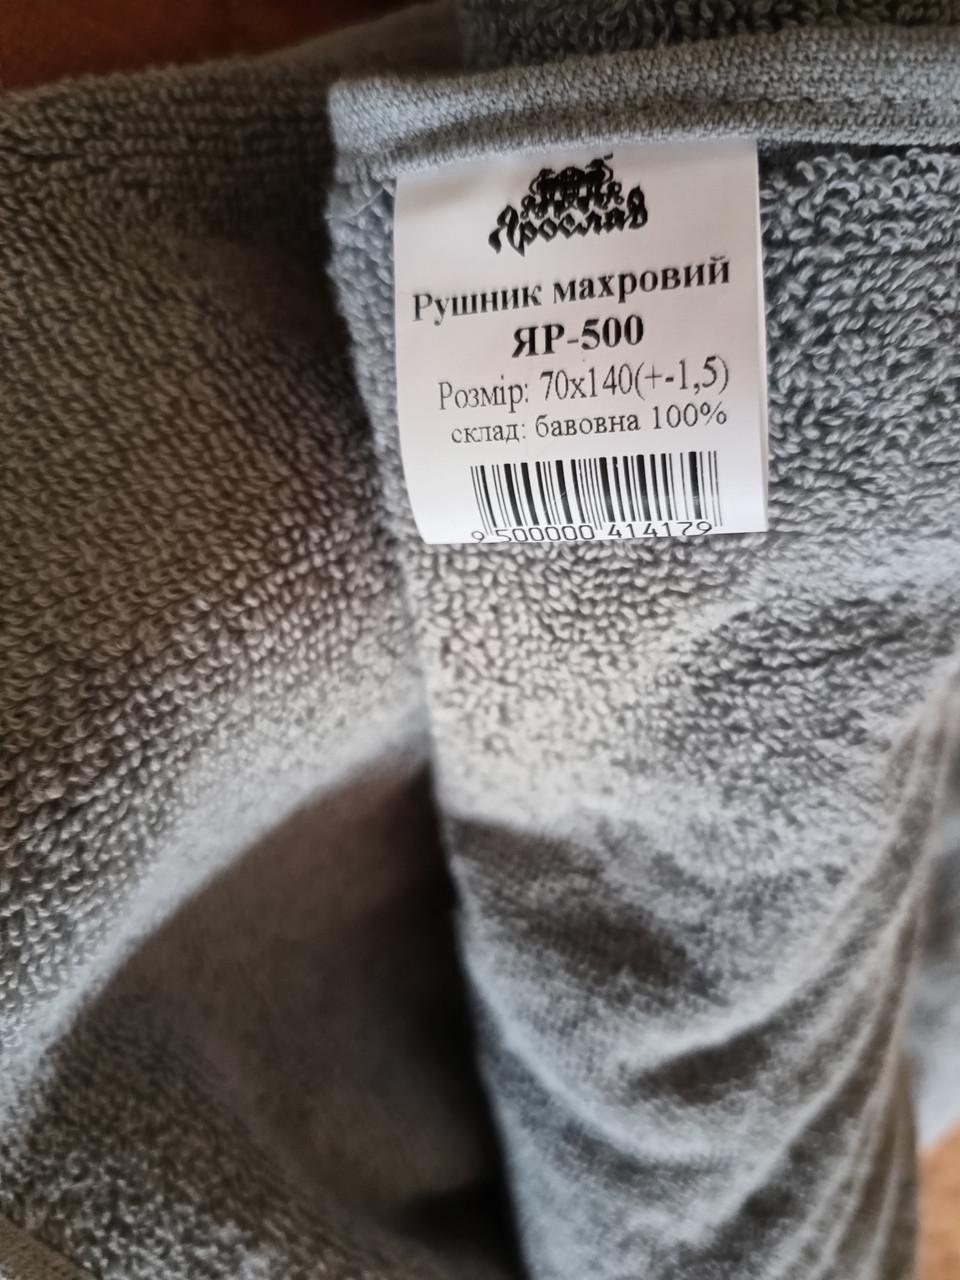 Ярослав
Рушник махровий
ЯР-500
Розмір: 70х140(+-1,5)
склад: бавовна 100%
9 500000 414179